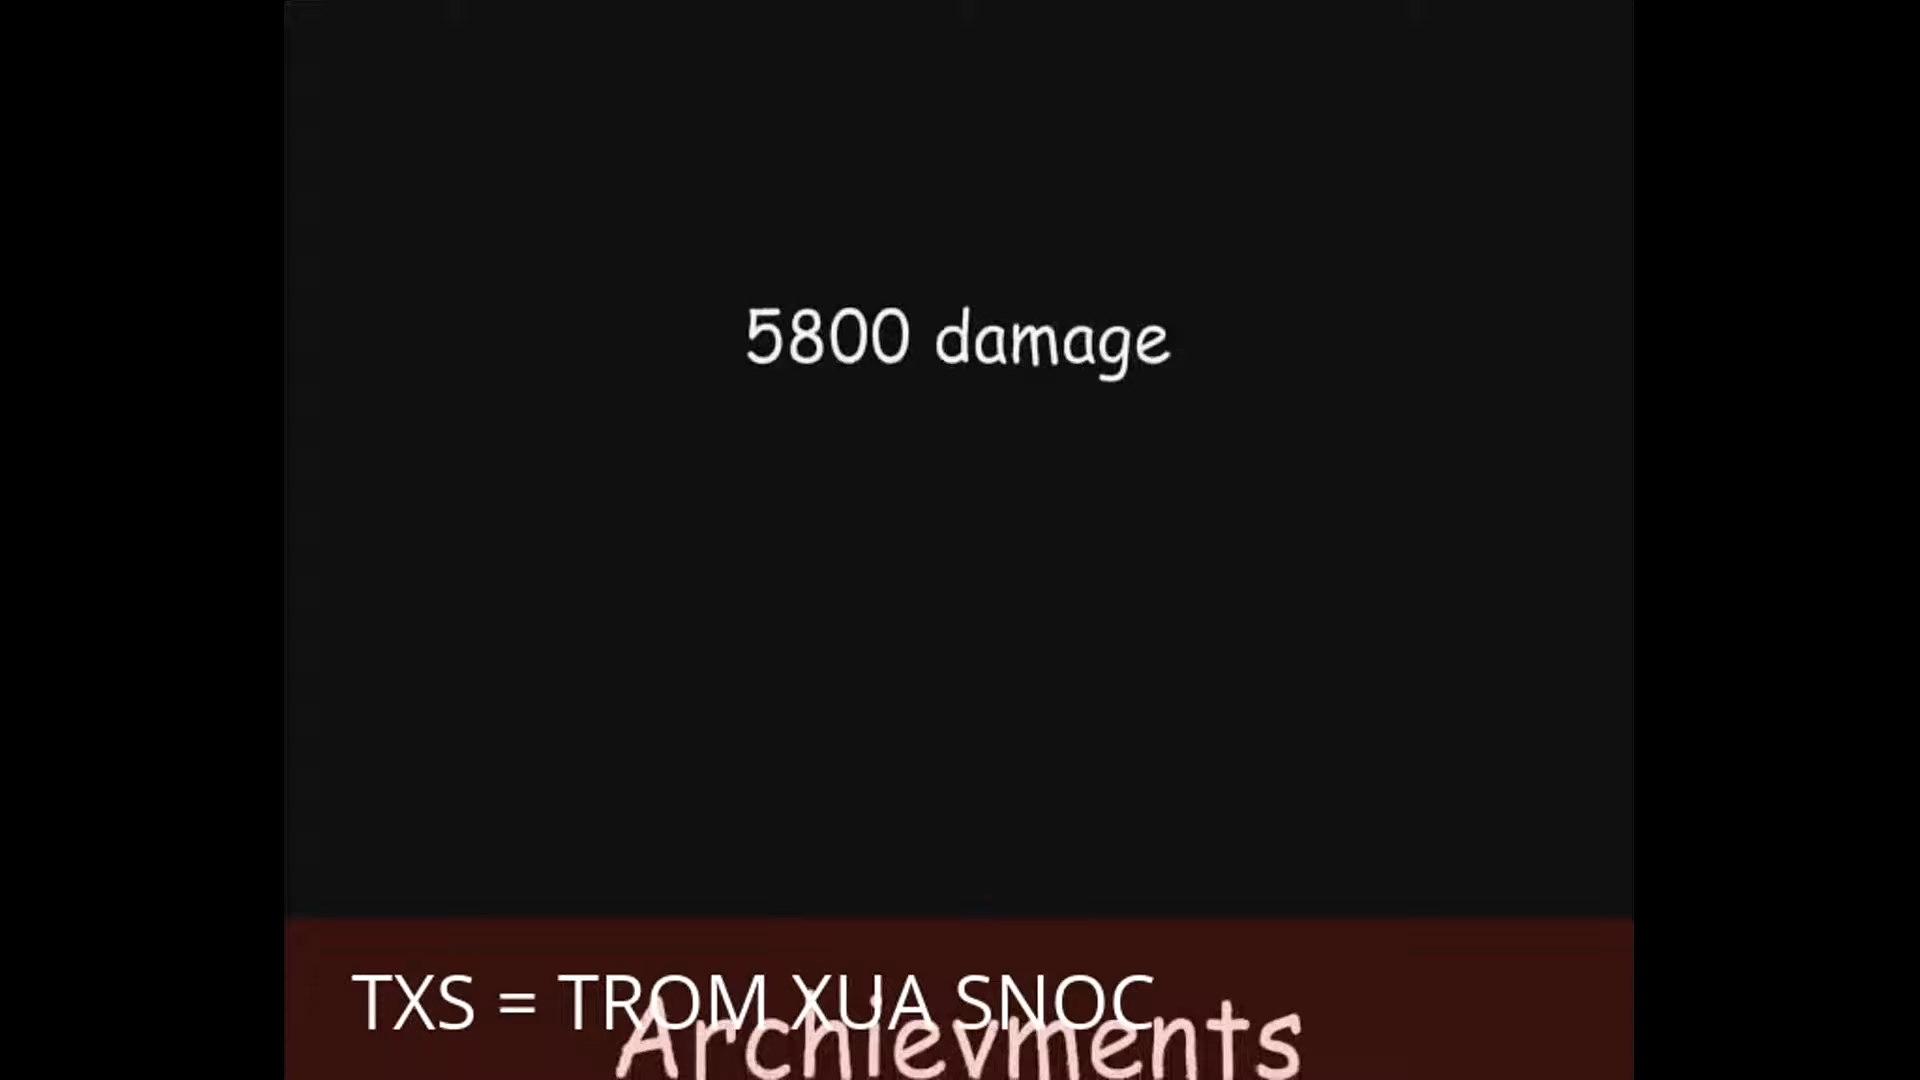 5800 damage
TXS = TROM XUA SNOC
Archievments